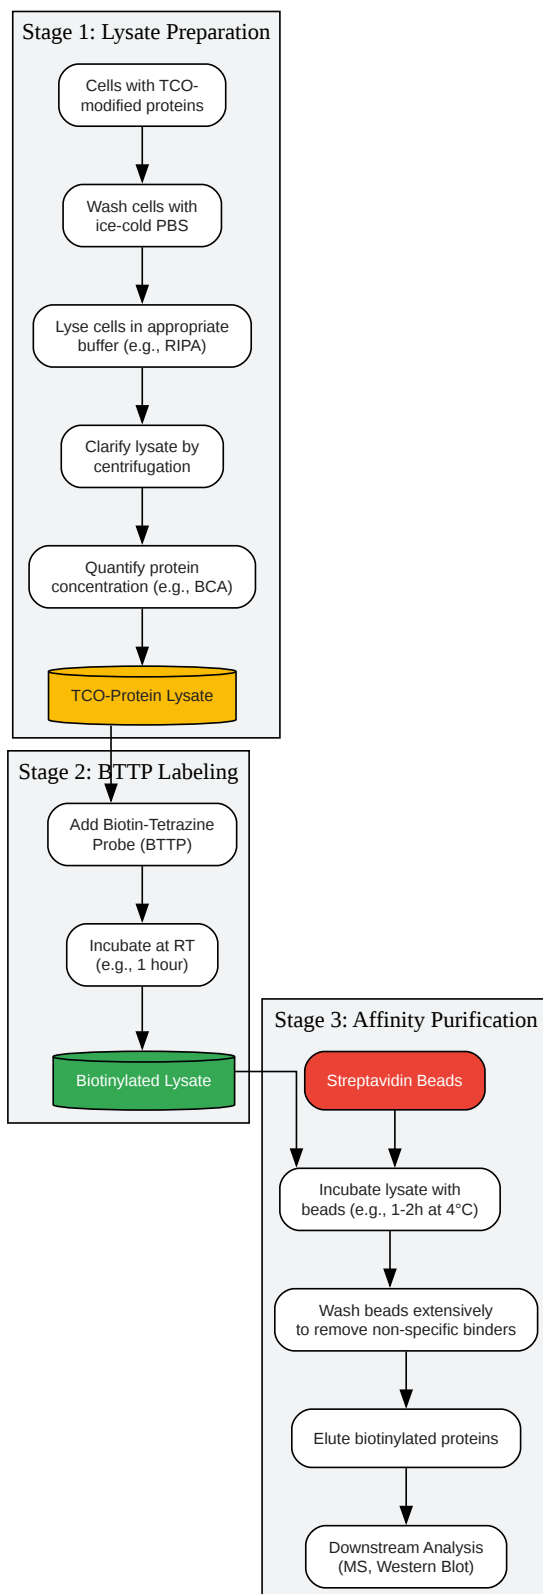 Stage 1: Lysate Preparation
Cells with TCO-
modified proteins
Wash cells with
ice-cold PBS
Lyse cells in appropriate
buffer (e.g., RIPA)
Clarify lysate by
centrifugation
Quantify protein
concentration (e.g., BCA)
TCO-Protein Lysate
Stage 2: BTTP Labeling
Add Biotin-Tetrazine
Probe (BTTP)
Incubate at RT
(e.g., 1 hour)
Biotinylated Lysate
Stage 3: Affinity Purification
Streptavidin Beads
Incubate lysate with
beads (e.g., 1-2h at 4°C)
Wash beads extensively
to remove non-specific binders
Elute biotinylated proteins
Downstream Analysis
(MS, Western Blot)